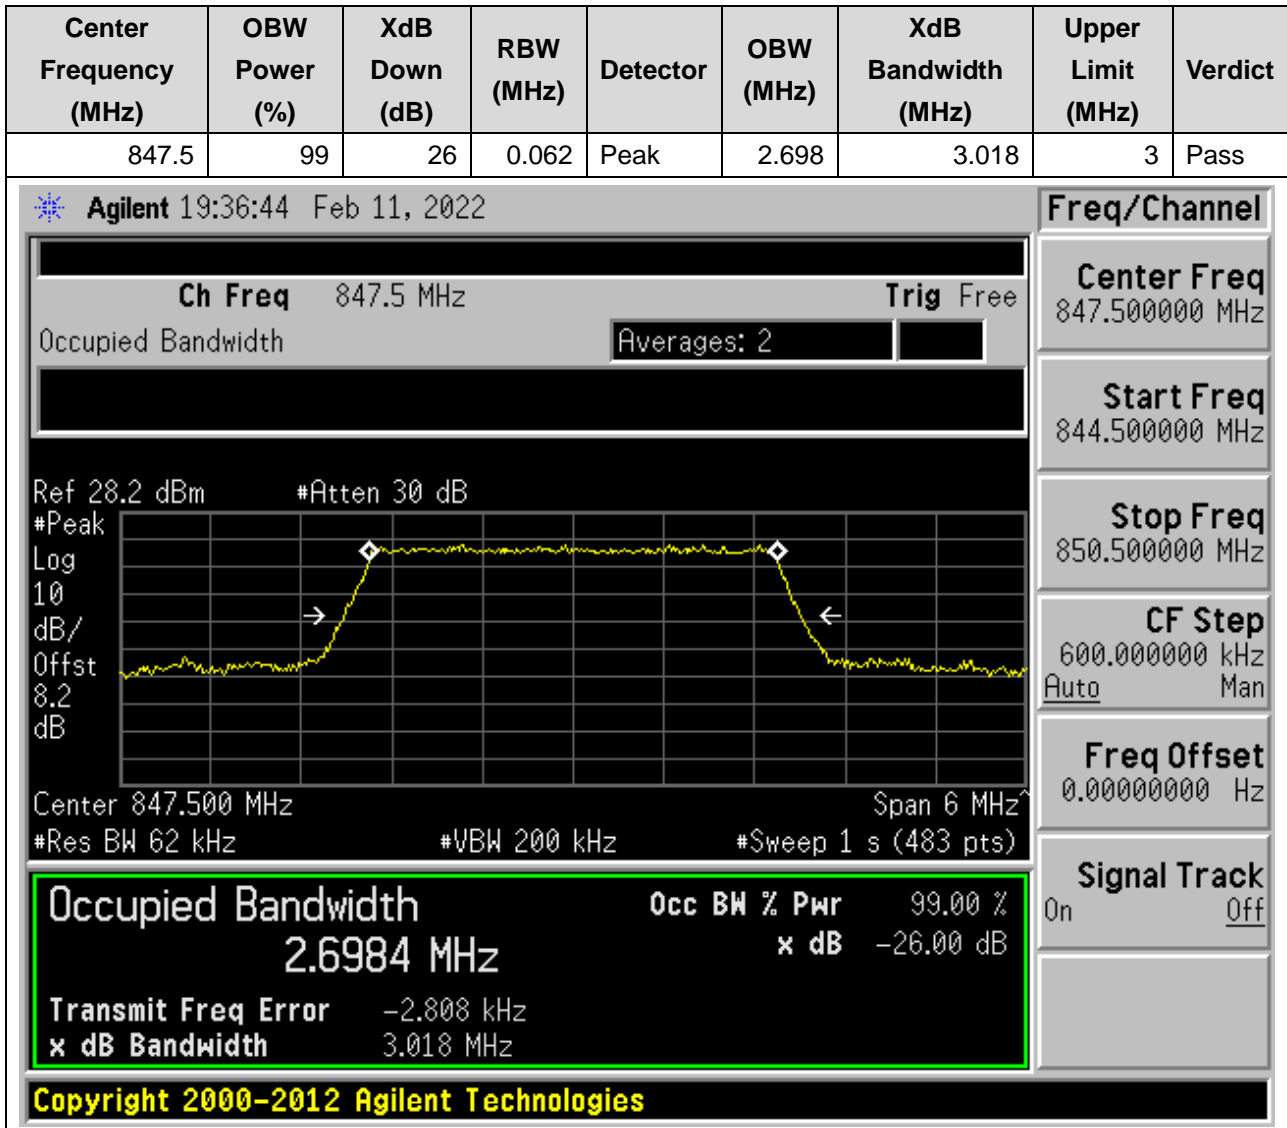 Center Frequency (MHz) OBW Power (%) XdB Down (dB) RBW (MHz) Detector OBW (MHz) XdB Bandwidth (MHz) Upper Limit (MHz) Verdict
847.5 99 26 0.062 Peak 2.698 3.018 3 Pass
Agilent 19:36:44 Feb 11, 2022
Freq/Channel
Ch Freq 847.5 MHz Trig Free
Occupied Bandwidth Averages: 2
Center Freq
847.500000 MHz
Start Freq
844.500000 MHz
Stop Freq
850.500000 MHz
CF Step
600.000000 kHz
Auto Man
Freq Offset
0.00000000 Hz
Signal Track
On Off
Ref 28.2 dBm #Atten 30 dB
#Peak
Log
10
dB/
Offst
8.2
dB
Center 847.500 MHz Span 6 MHz^
#Res BW 62 kHz #VBW 200 kHz #Sweep 1 s (483 pts)
Occupied Bandwidth Occ BW % Pwr 99.00 %
2.6984 MHz x dB -26.00 dB
Transmit Freq Error -2.808 kHz
x dB Bandwidth 3.018 MHz
Copyright 2000-2012 Agilent Technologies